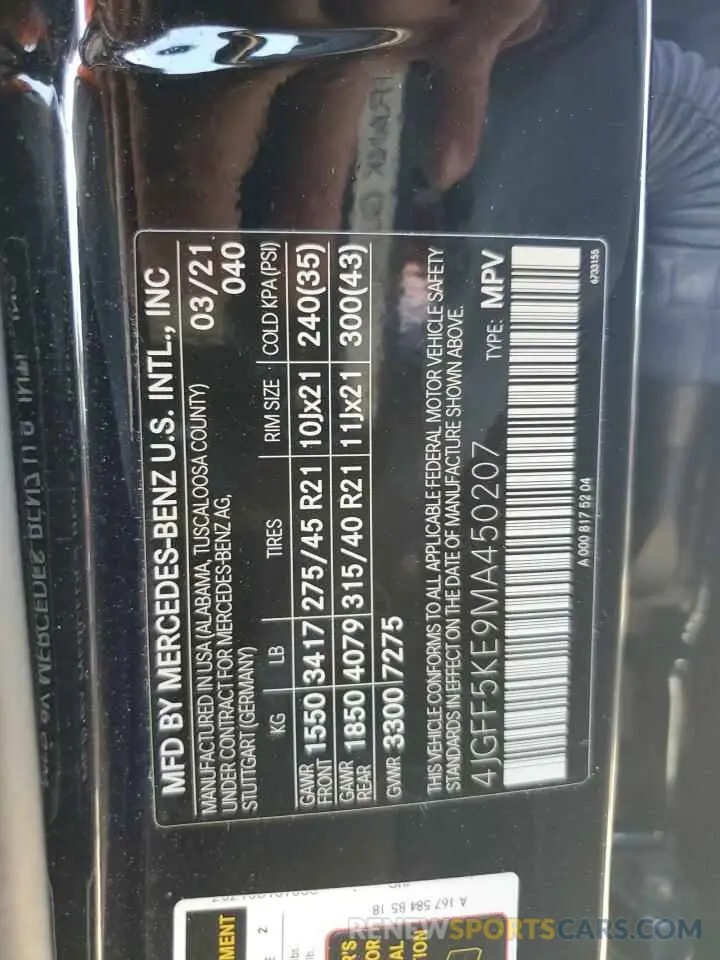 MFD BY MERCEDES-BENZ U.S. INTL., INC
MANUFACTURED IN USA (ALABAMA, TUSCALOOSA COUNTY) 03/21
UNDER CONTRACT FOR MERCEDES-BENZ AG, 040
STUTTGART (GERMANY)
KG LB TIRES RIM SIZE COLD KPA (PSI)
GAWR FRONT 1550 3417 275/45 R21 10Jx21 240(35)
GAWR REAR 1850 4079 315/40 R21 11Jx21 300(43)
GVWR 3300 7275
THIS VEHICLE CONFORMS TO ALL APPLICABLE FEDERAL MOTOR VEHICLE SAFETY
STANDARDS IN EFFECT ON THE DATE OF MANUFACTURE SHOWN ABOVE.
4JGFF5KE9MA450207 TYPE: MPV
A 000 817 52 04
6733155
A 167 584 85 18
2
RENEWSPORTSCARS.COM